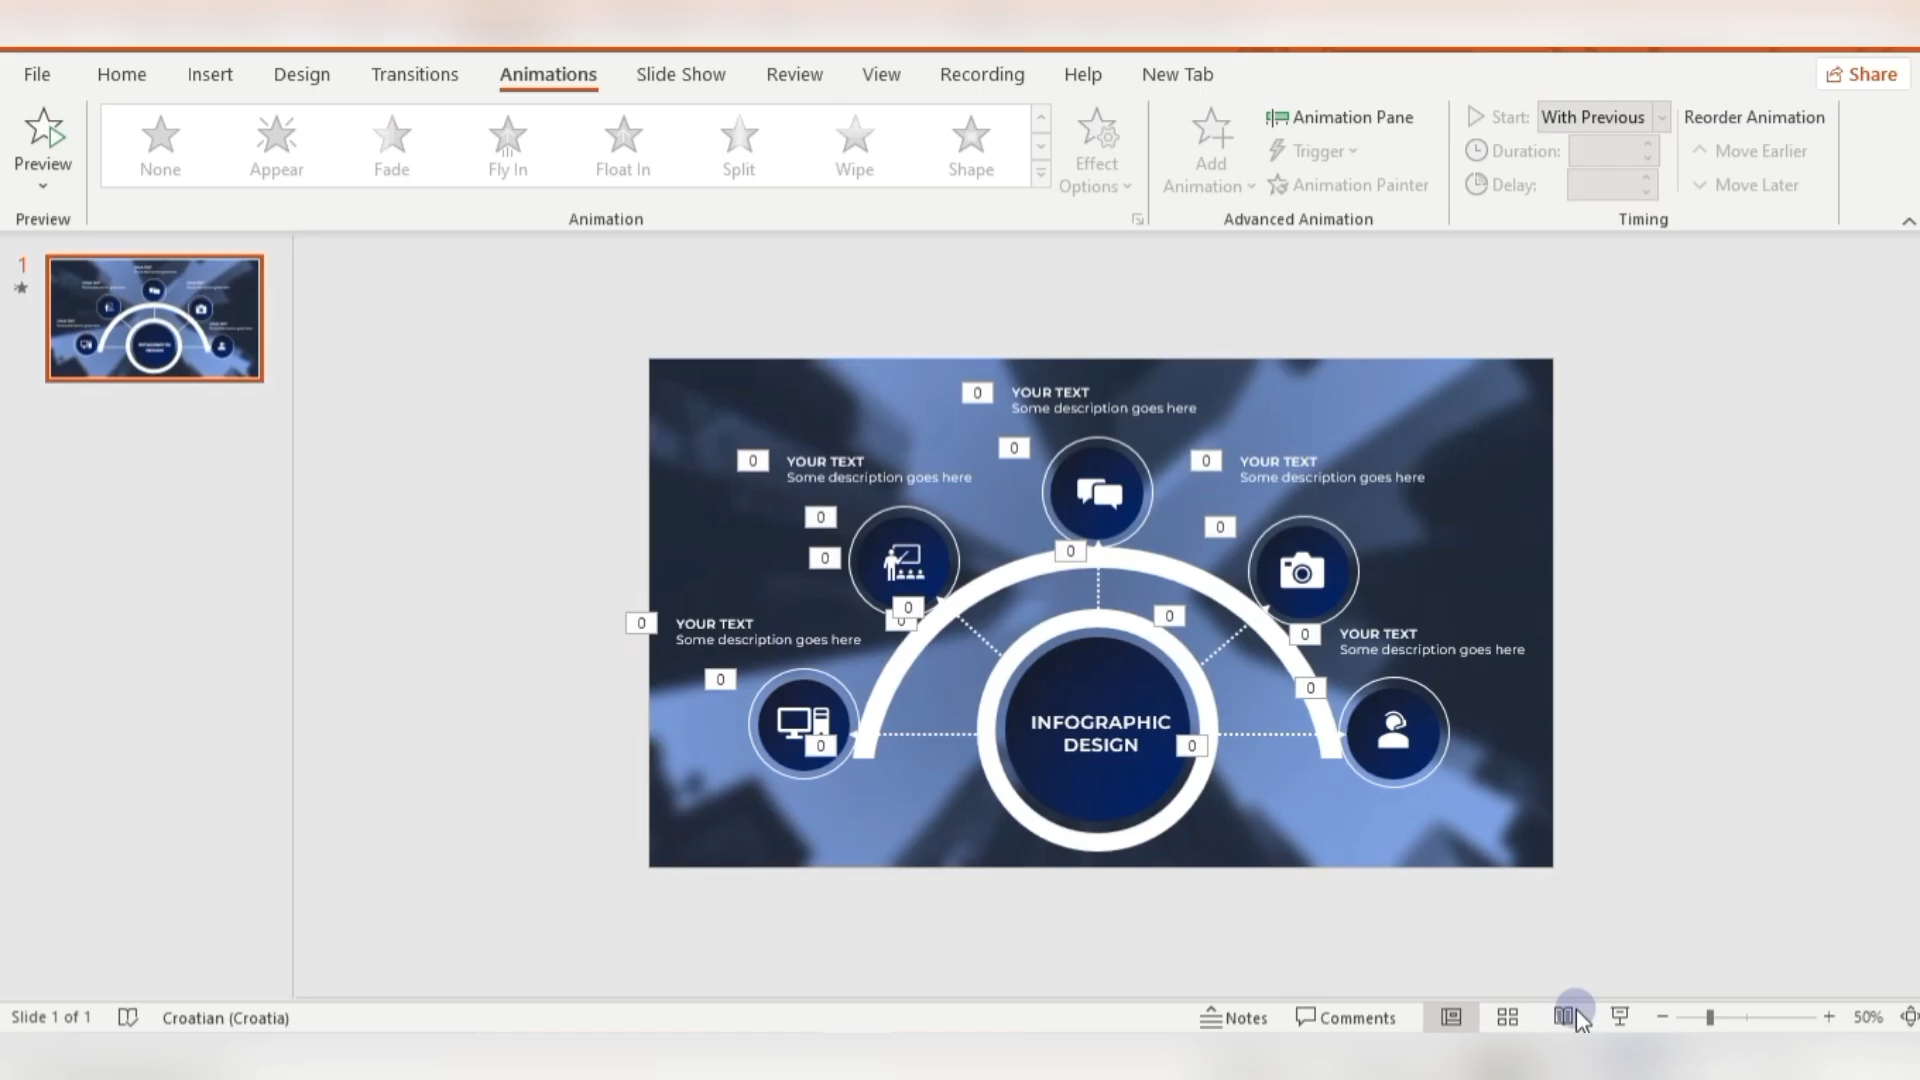 File Home Insert Design Transitions Animations Slide Show Review View Recording Help New Tab Share
Preview
None Appear Fade Fly In Float In Split Wipe Shape
Effect Options
Add Animation
Animation Pane
Trigger
Animation Painter
Start: With Previous
Duration:
Delay:
Reorder Animation
Move Earlier
Move Later
Preview Animation Advanced Animation Timing
1
0 YOUR TEXT
Some description goes here
0
0 YOUR TEXT
Some description goes here
0 YOUR TEXT
Some description goes here
0
0
0
0
0
0
0
0 YOUR TEXT
Some description goes here
0 YOUR TEXT
Some description goes here
0
0
INFOGRAPHIC
DESIGN
0
0
Slide 1 of 1 Croatian (Croatia) Notes Comments 50%